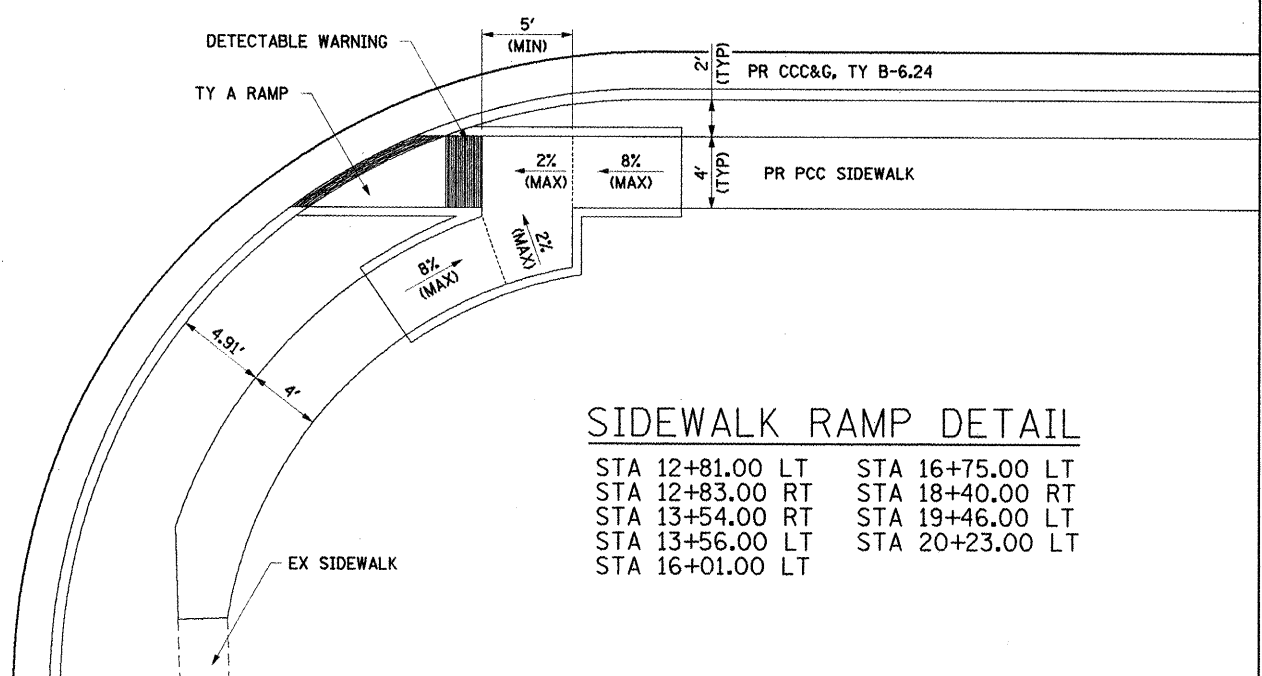 5'
(MIN)
DETECTABLE WARNING
TY A RAMP
2'
(TYP)
PR CCC&G, TY B-6.24
2%
(MAX)
8%
(MAX)
4'
(TYP)
PR PCC SIDEWALK
2%
(MAX)
8%
(MAX)
4.91'
4'
SIDEWALK RAMP DETAIL
STA 12+81.00 LT STA 16+75.00 LT
STA 12+83.00 RT STA 18+40.00 RT
STA 13+54.00 RT STA 19+46.00 LT
STA 13+56.00 LT STA 20+23.00 LT
STA 16+01.00 LT
EX SIDEWALK